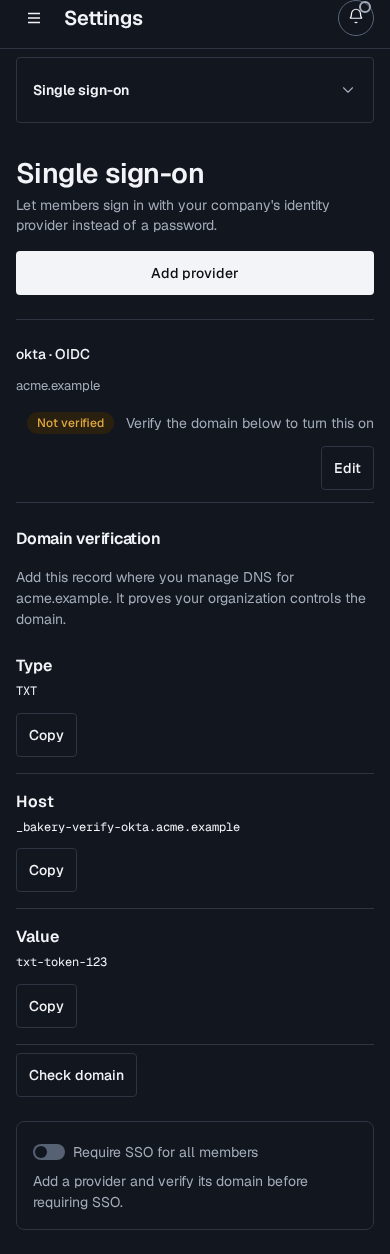 Settings
Single sign-on
Single sign-on
Let members sign in with your company's identity
provider instead of a password.
Add provider
okta · OIDC
acme.example
Not verified Verify the domain below to turn this on
Edit
Domain verification
Add this record where you manage DNS for
acme.example. It proves your organization controls the
domain.
Type
TXT
Copy
Host
_bakery-verify-okta.acme.example
Copy
Value
txt-token-123
Copy
Check domain
Require SSO for all members
Add a provider and verify its domain before
requiring SSO.